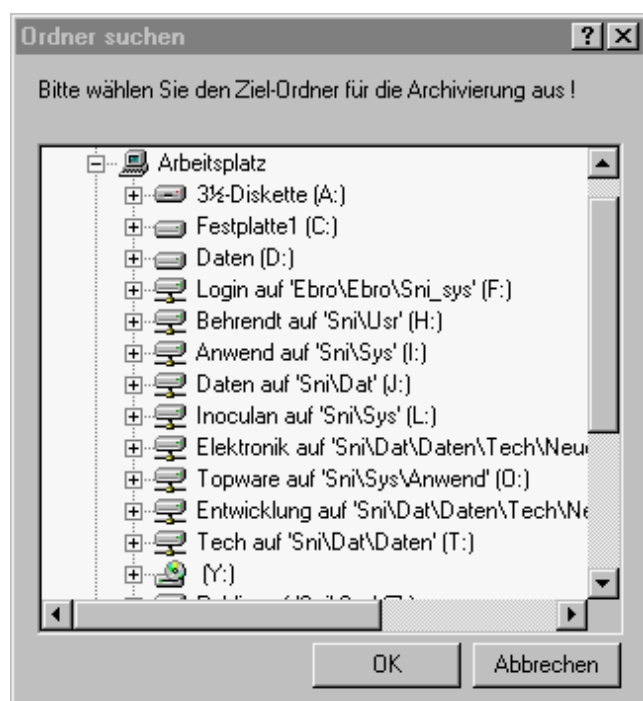 Ordner suchen
Bitte wählen Sie den Ziel-Ordner für die Archivierung aus !
Arbeitsplatz
3½-Diskette (A:)
Festplatte1 (C:)
Daten (D:)
Login auf 'Ebro\Ebro\Sni_sys' (F:)
Behrendt auf 'Sni\Usr' (H:)
Anwend auf 'Sni\Sys' (I:)
Daten auf 'Sni\Dat' (J:)
Inoculan auf 'Sni\Sys' (L:)
Elektronik auf 'Sni\Dat\Daten\Tech\Neu
Topware auf 'Sni\Sys\Anwend' (O:)
Entwicklung auf 'Sni\Dat\Daten\Tech\Ne
Tech auf 'Sni\Dat\Daten' (T:)
(Y:)
OK
Abbrechen